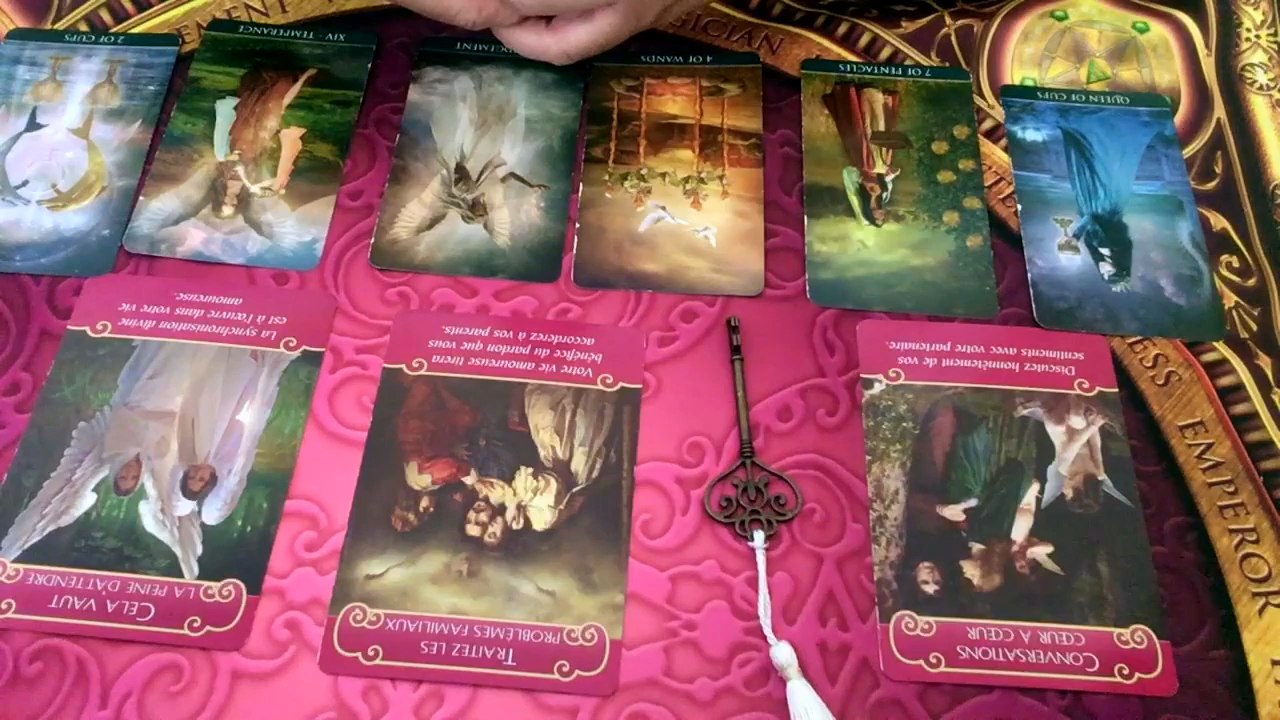 2 OF CUPS
XIV · TEMPERANCE
4 OF WANDS
7 OF PENTACLES
QUEEN OF CUPS
La synchronisation divine
est à l'œuvre dans votre vie
amoureuse.
CELA VAUT
LA PEINE D'ATTENDRE
Votre vie amoureuse tirera
bénéfice du pardon que vous
accorderez à vos parents.
TRAITEZ LES
PROBLÈMES FAMILIAUX
Discutez honnêtement de vos
sentiments avec votre partenaire.
CONVERSATIONS
CŒUR À CŒUR
EMPEROR